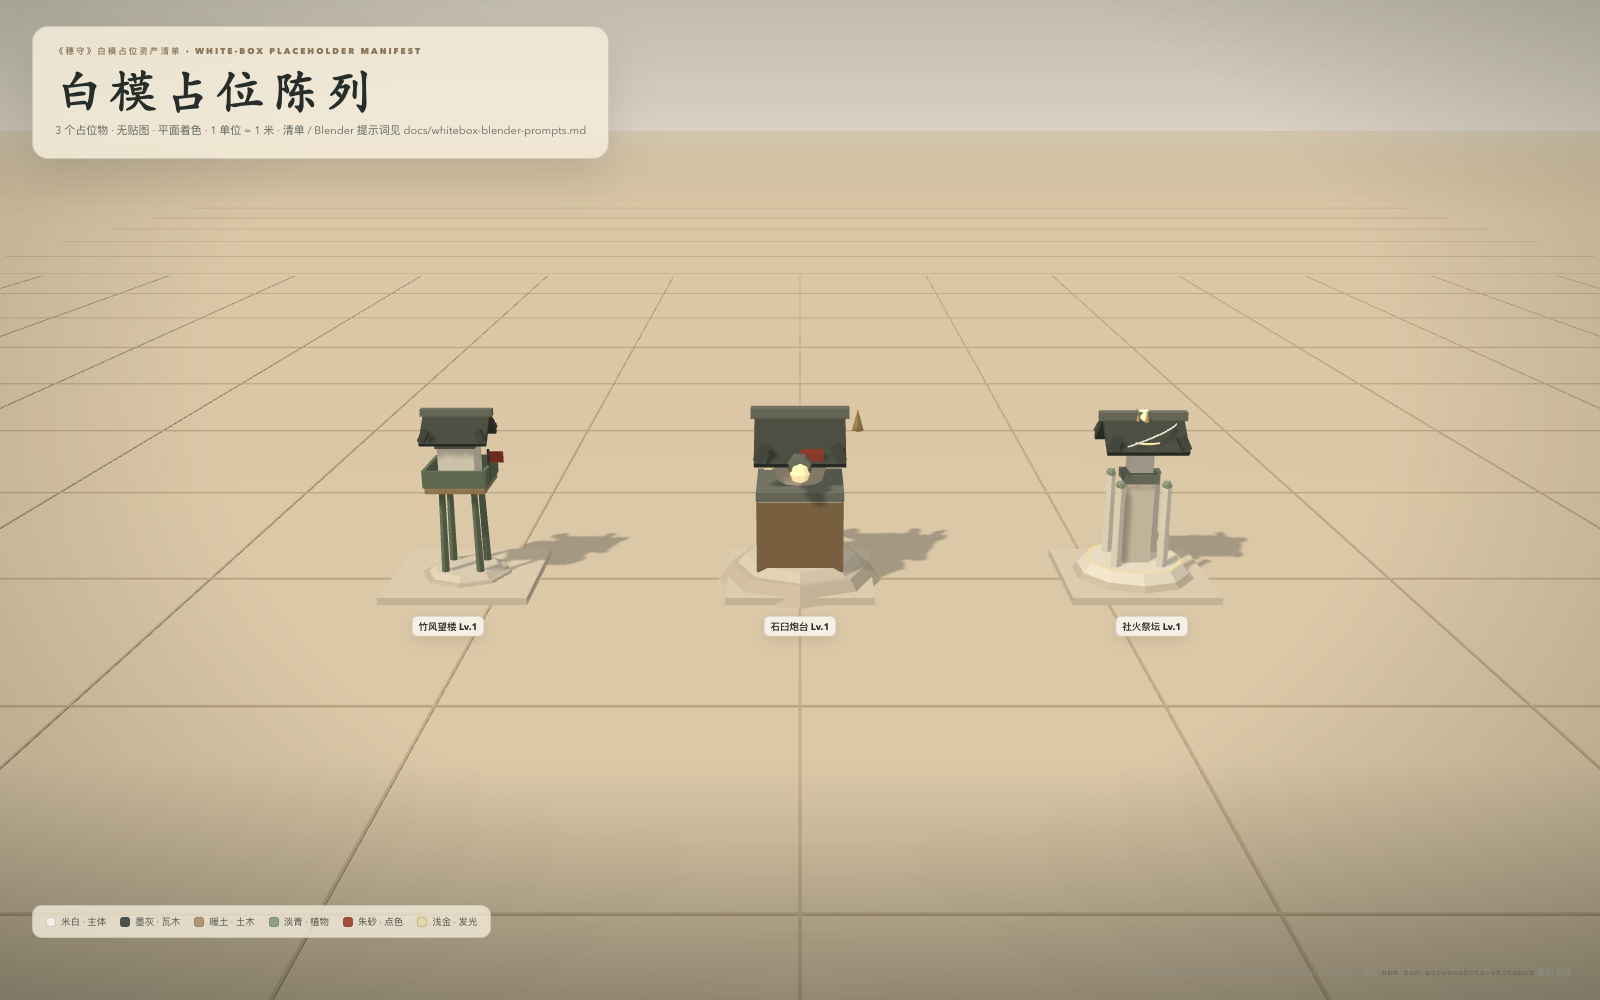 《穗守》白模占位资产清单 · WHITE-BOX PLACEHOLDER MANIFEST
白模占位陈列
3 个占位物 · 无贴图 · 平面着色 · 1 单位 = 1 米 · 清单 / Blender 提示词见 docs/whitebox-blender-prompts.md
竹风望楼 Lv.1
石臼炮台 Lv.1
社火祭坛 Lv.1
米白 · 主体
墨灰 · 瓦木
暖土 · 土木
淡青 · 植物
朱砂 · 点色
浅金 · 发光
npm run screenshots:whitebox 重新生成